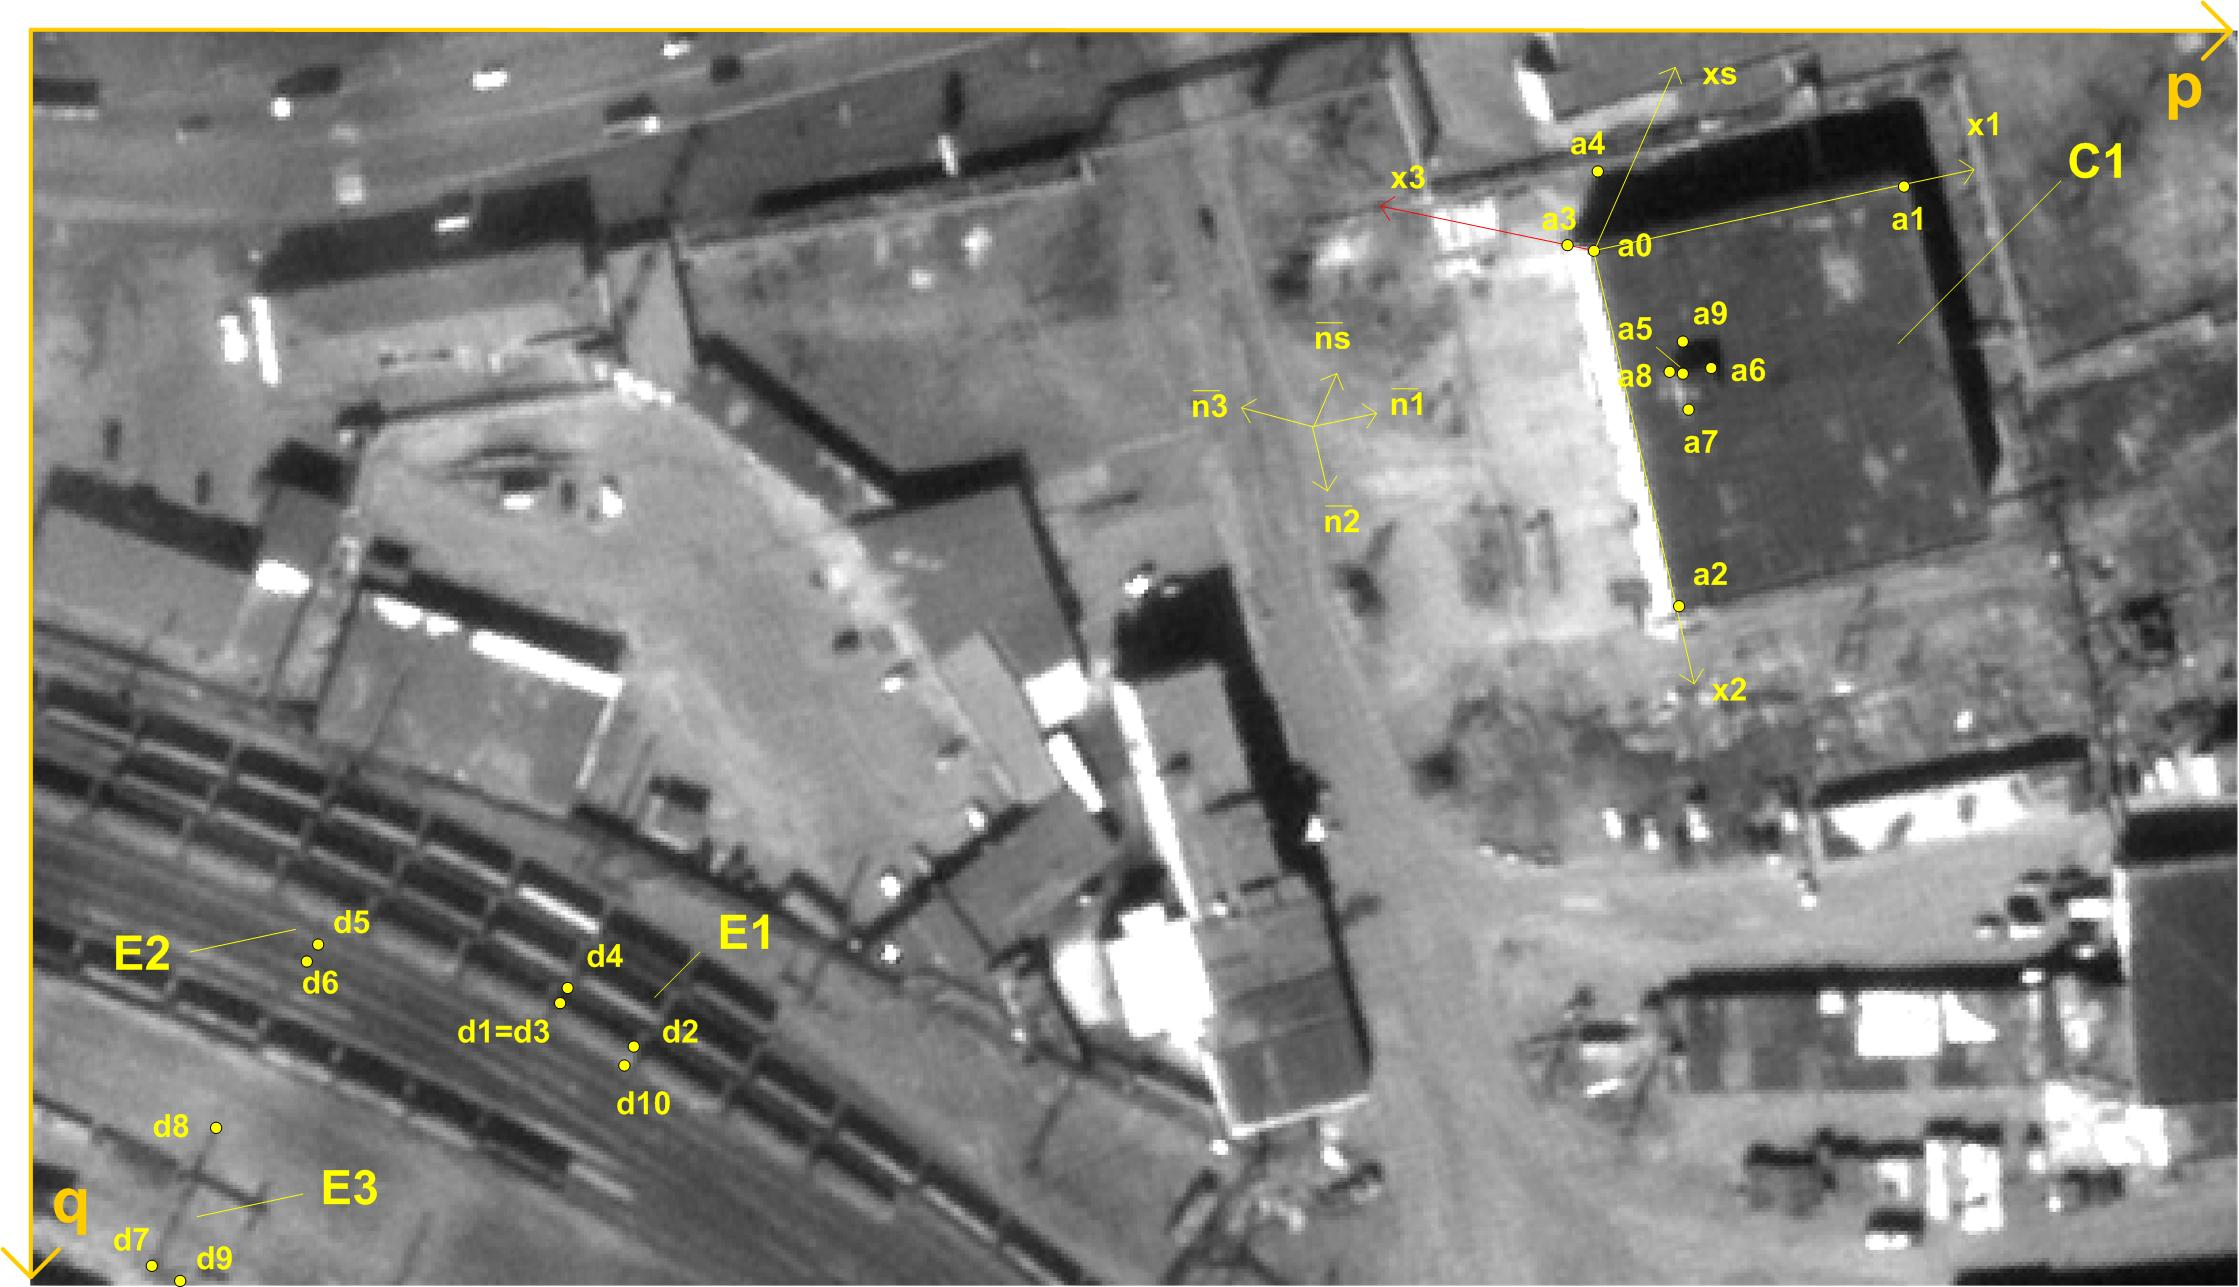 p
xs
x1
a4
C1
x3
a3
a1
a0
a9
a5
ns
a6
a8
n3
n1
a7
n2
a2
x2
d5
E1
E2
d4
d6
d1=d3
d2
d10
d8
E3
q
d7
d9